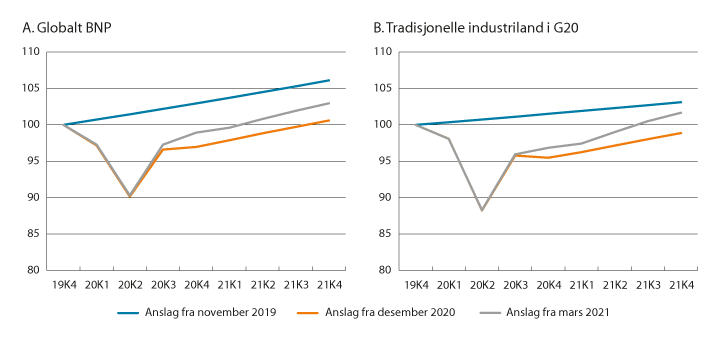 A. Globalt BNP
110
105
100
95
90
85
80
19K4 20K1 20K2 20K3 20K4 21K1 21K2 21K3 21K4
B. Tradisjonelle industriland i G20
110
105
100
95
90
85
80
19K4 20K1 20K2 20K3 20K4 21K1 21K2 21K3 21K4
Anslag fra november 2019 Anslag fra desember 2020 Anslag fra mars 2021